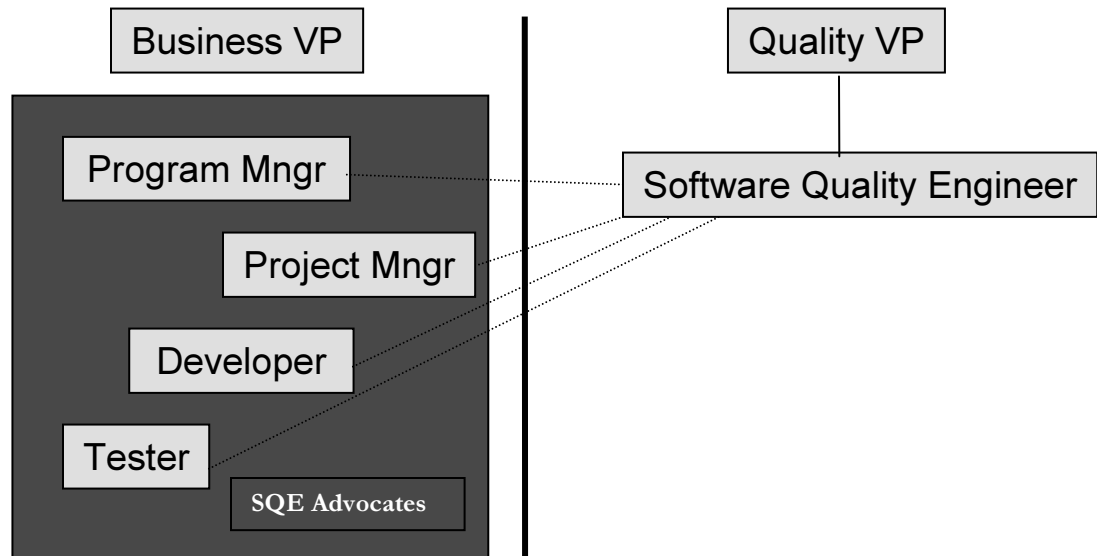 Business VP
Quality VP
Program Mngr
Software Quality Engineer
Project Mngr
Developer
Tester
SQE Advocates